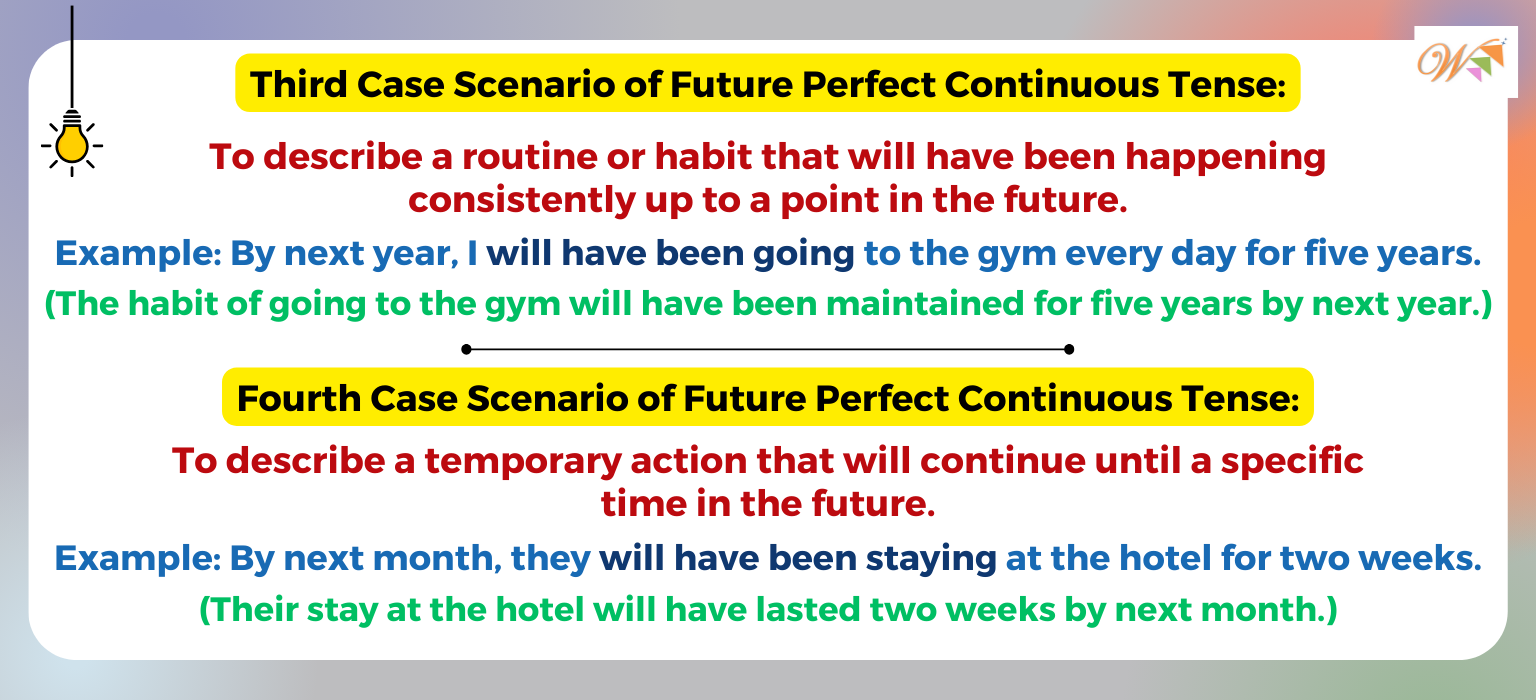 Third Case Scenario of Future Perfect Continuous Tense:
To describe a routine or habit that will have been happening
consistently up to a point in the future.
Example: By next year, I will have been going to the gym every day for five years.
(The habit of going to the gym will have been maintained for five years by next year.)
Fourth Case Scenario of Future Perfect Continuous Tense:
To describe a temporary action that will continue until a specific
time in the future.
Example: By next month, they will have been staying at the hotel for two weeks.
(Their stay at the hotel will have lasted two weeks by next month.)
W